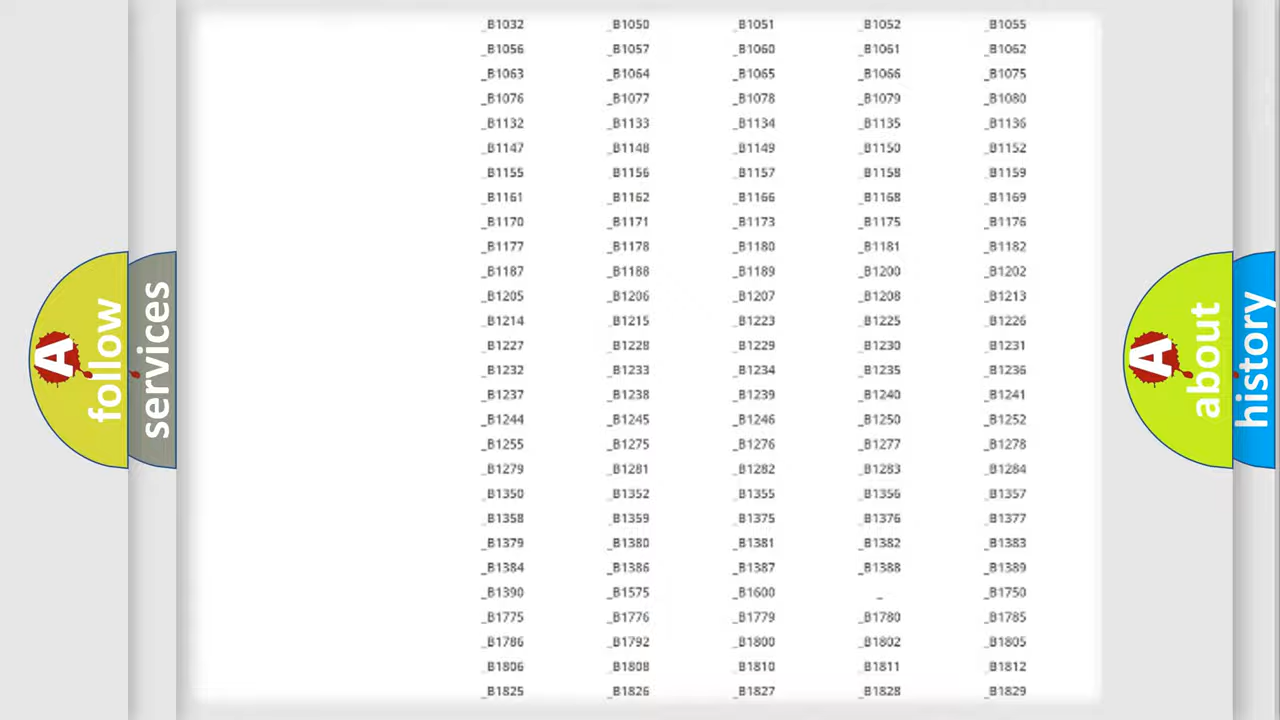 _B1032 _B1050 _B1051 _B1052 _B1055
_B1056 _B1057 _B1060 _B1061 _B1062
_B1063 _B1064 _B1065 _B1066 _B1075
_B1076 _B1077 _B1078 _B1079 _B1080
_B1132 _B1133 _B1134 _B1135 _B1136
_B1147 _B1148 _B1149 _B1150 _B1152
_B1155 _B1156 _B1157 _B1158 _B1159
_B1161 _B1162 _B1166 _B1168 _B1169
_B1170 _B1171 _B1173 _B1175 _B1176
_B1177 _B1178 _B1180 _B1181 _B1182
_B1187 _B1188 _B1189 _B1200 _B1202
_B1205 _B1206 _B1207 _B1208 _B1213
_B1214 _B1215 _B1223 _B1225 _B1226
_B1227 _B1228 _B1229 _B1230 _B1231
_B1232 _B1233 _B1234 _B1235 _B1236
_B1237 _B1238 _B1239 _B1240 _B1241
_B1244 _B1245 _B1246 _B1250 _B1252
_B1255 _B1275 _B1276 _B1277 _B1278
_B1279 _B1281 _B1282 _B1283 _B1284
_B1350 _B1352 _B1355 _B1356 _B1357
_B1358 _B1359 _B1375 _B1376 _B1377
_B1379 _B1380 _B1381 _B1382 _B1383
_B1384 _B1386 _B1387 _B1388 _B1389
_B1390 _B1575 _B1600 _ _B1750
_B1775 _B1776 _B1779 _B1780 _B1785
_B1786 _B1792 _B1800 _B1802 _B1805
_B1806 _B1808 _B1810 _B1811 _B1812
_B1825 _B1826 _B1827 _B1828 _B1829
A
follow
services
A
about
history